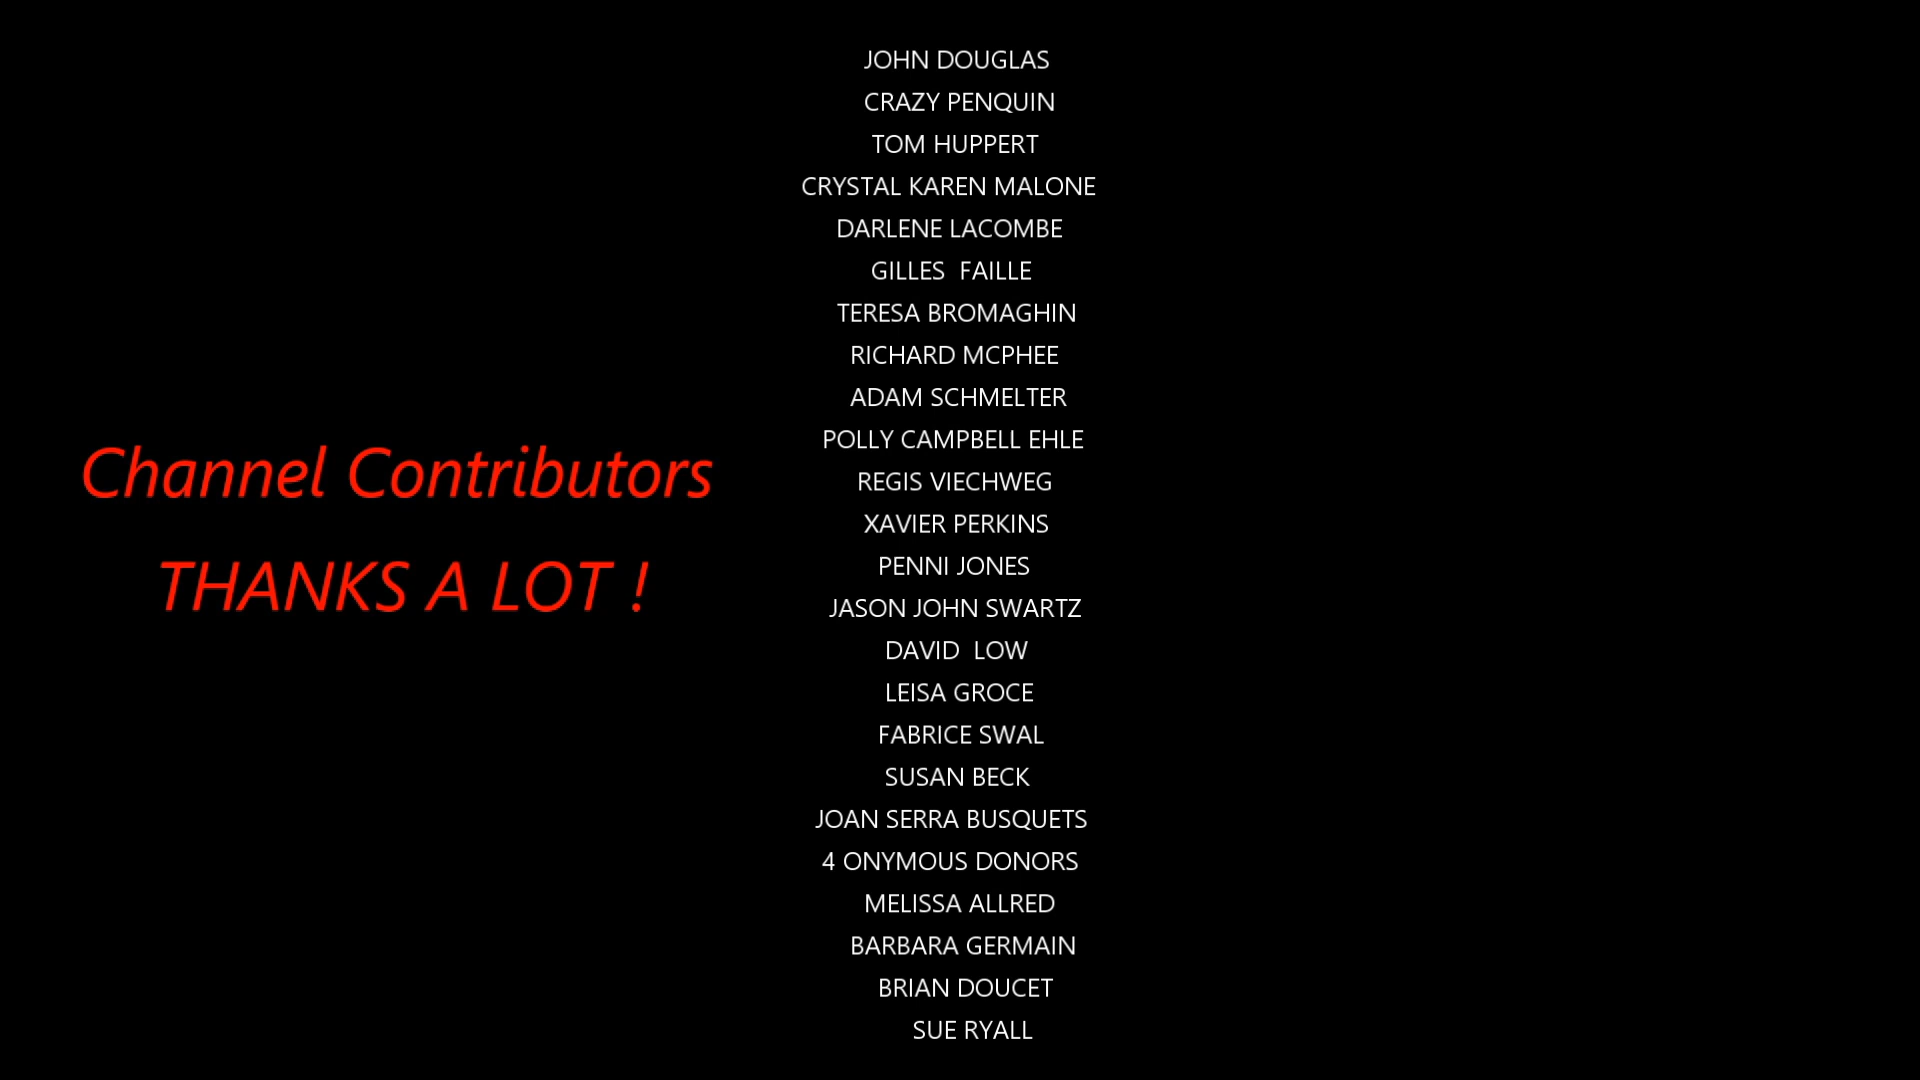 Channel Contributors
THANKS A LOT !
JOHN DOUGLAS
CRAZY PENQUIN
TOM HUPPERT
CRYSTAL KAREN MALONE
DARLENE LACOMBE
GILLES  FAILLE
TERESA BROMAGHIN
RICHARD MCPHEE
ADAM SCHMELTER
POLLY CAMPBELL EHLE
REGIS VIECHWEG
XAVIER PERKINS
PENNI JONES
JASON JOHN SWARTZ
DAVID  LOW
LEISA GROCE
FABRICE SWAL
SUSAN BECK
JOAN SERRA BUSQUETS
4 ONYMOUS DONORS
MELISSA ALLRED
BARBARA GERMAIN
BRIAN DOUCET
SUE RYALL